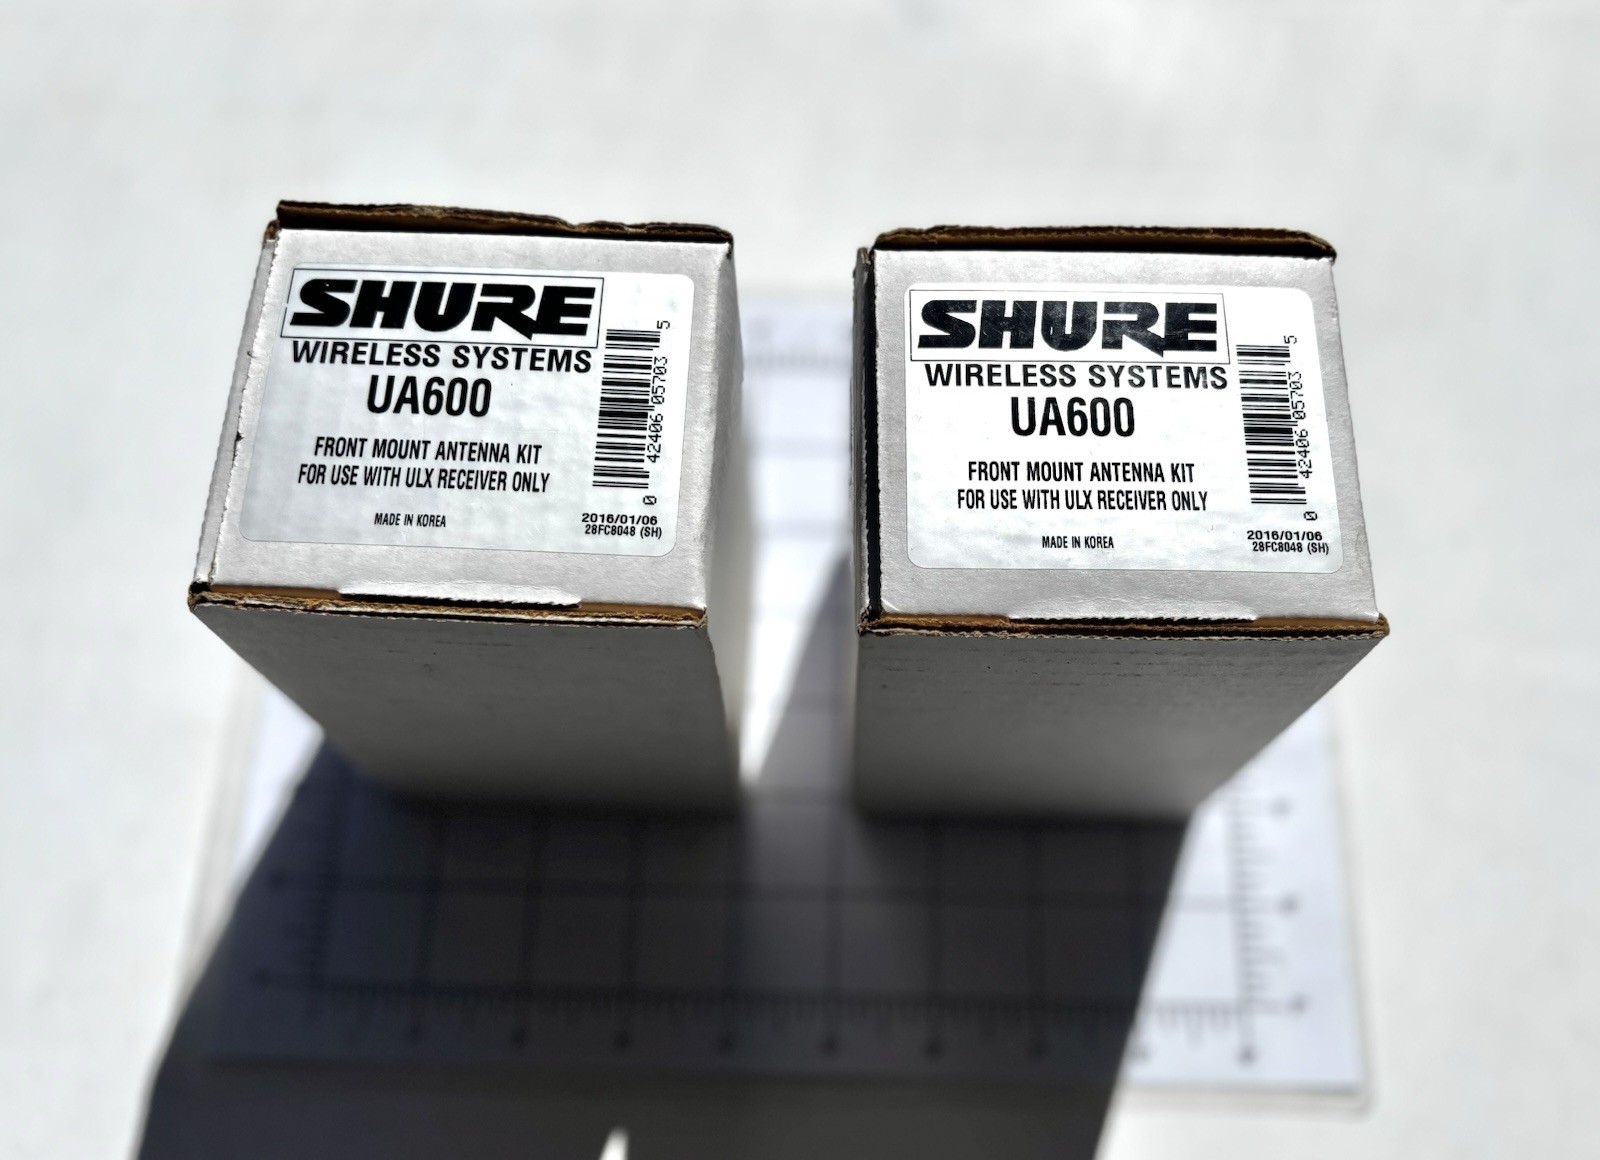 SHURE
WIRELESS SYSTEMS
UA600
FRONT MOUNT ANTENNA KIT
FOR USE WITH ULX RECEIVER ONLY
MADE IN KOREA
0 42406 05703 5
2016/01/06
28FC8048 (SH)
SHURE
WIRELESS SYSTEMS
UA600
FRONT MOUNT ANTENNA KIT
FOR USE WITH ULX RECEIVER ONLY
MADE IN KOREA
0 42406 05703 5
2016/01/06
28FC8048 (SH)